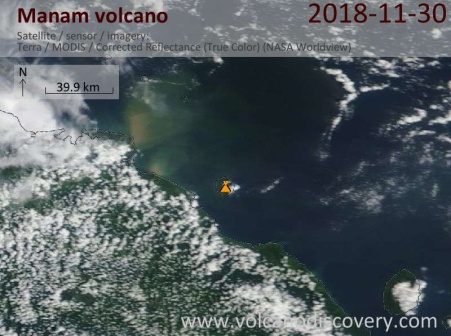 Manam volcano 2018-11-30
Satellite / sensor / imagery:
Terra / MODIS / Corrected Reflectance (True Color) (NASA Worldview)
N
39.9 km
www.volcanodiscovery.com